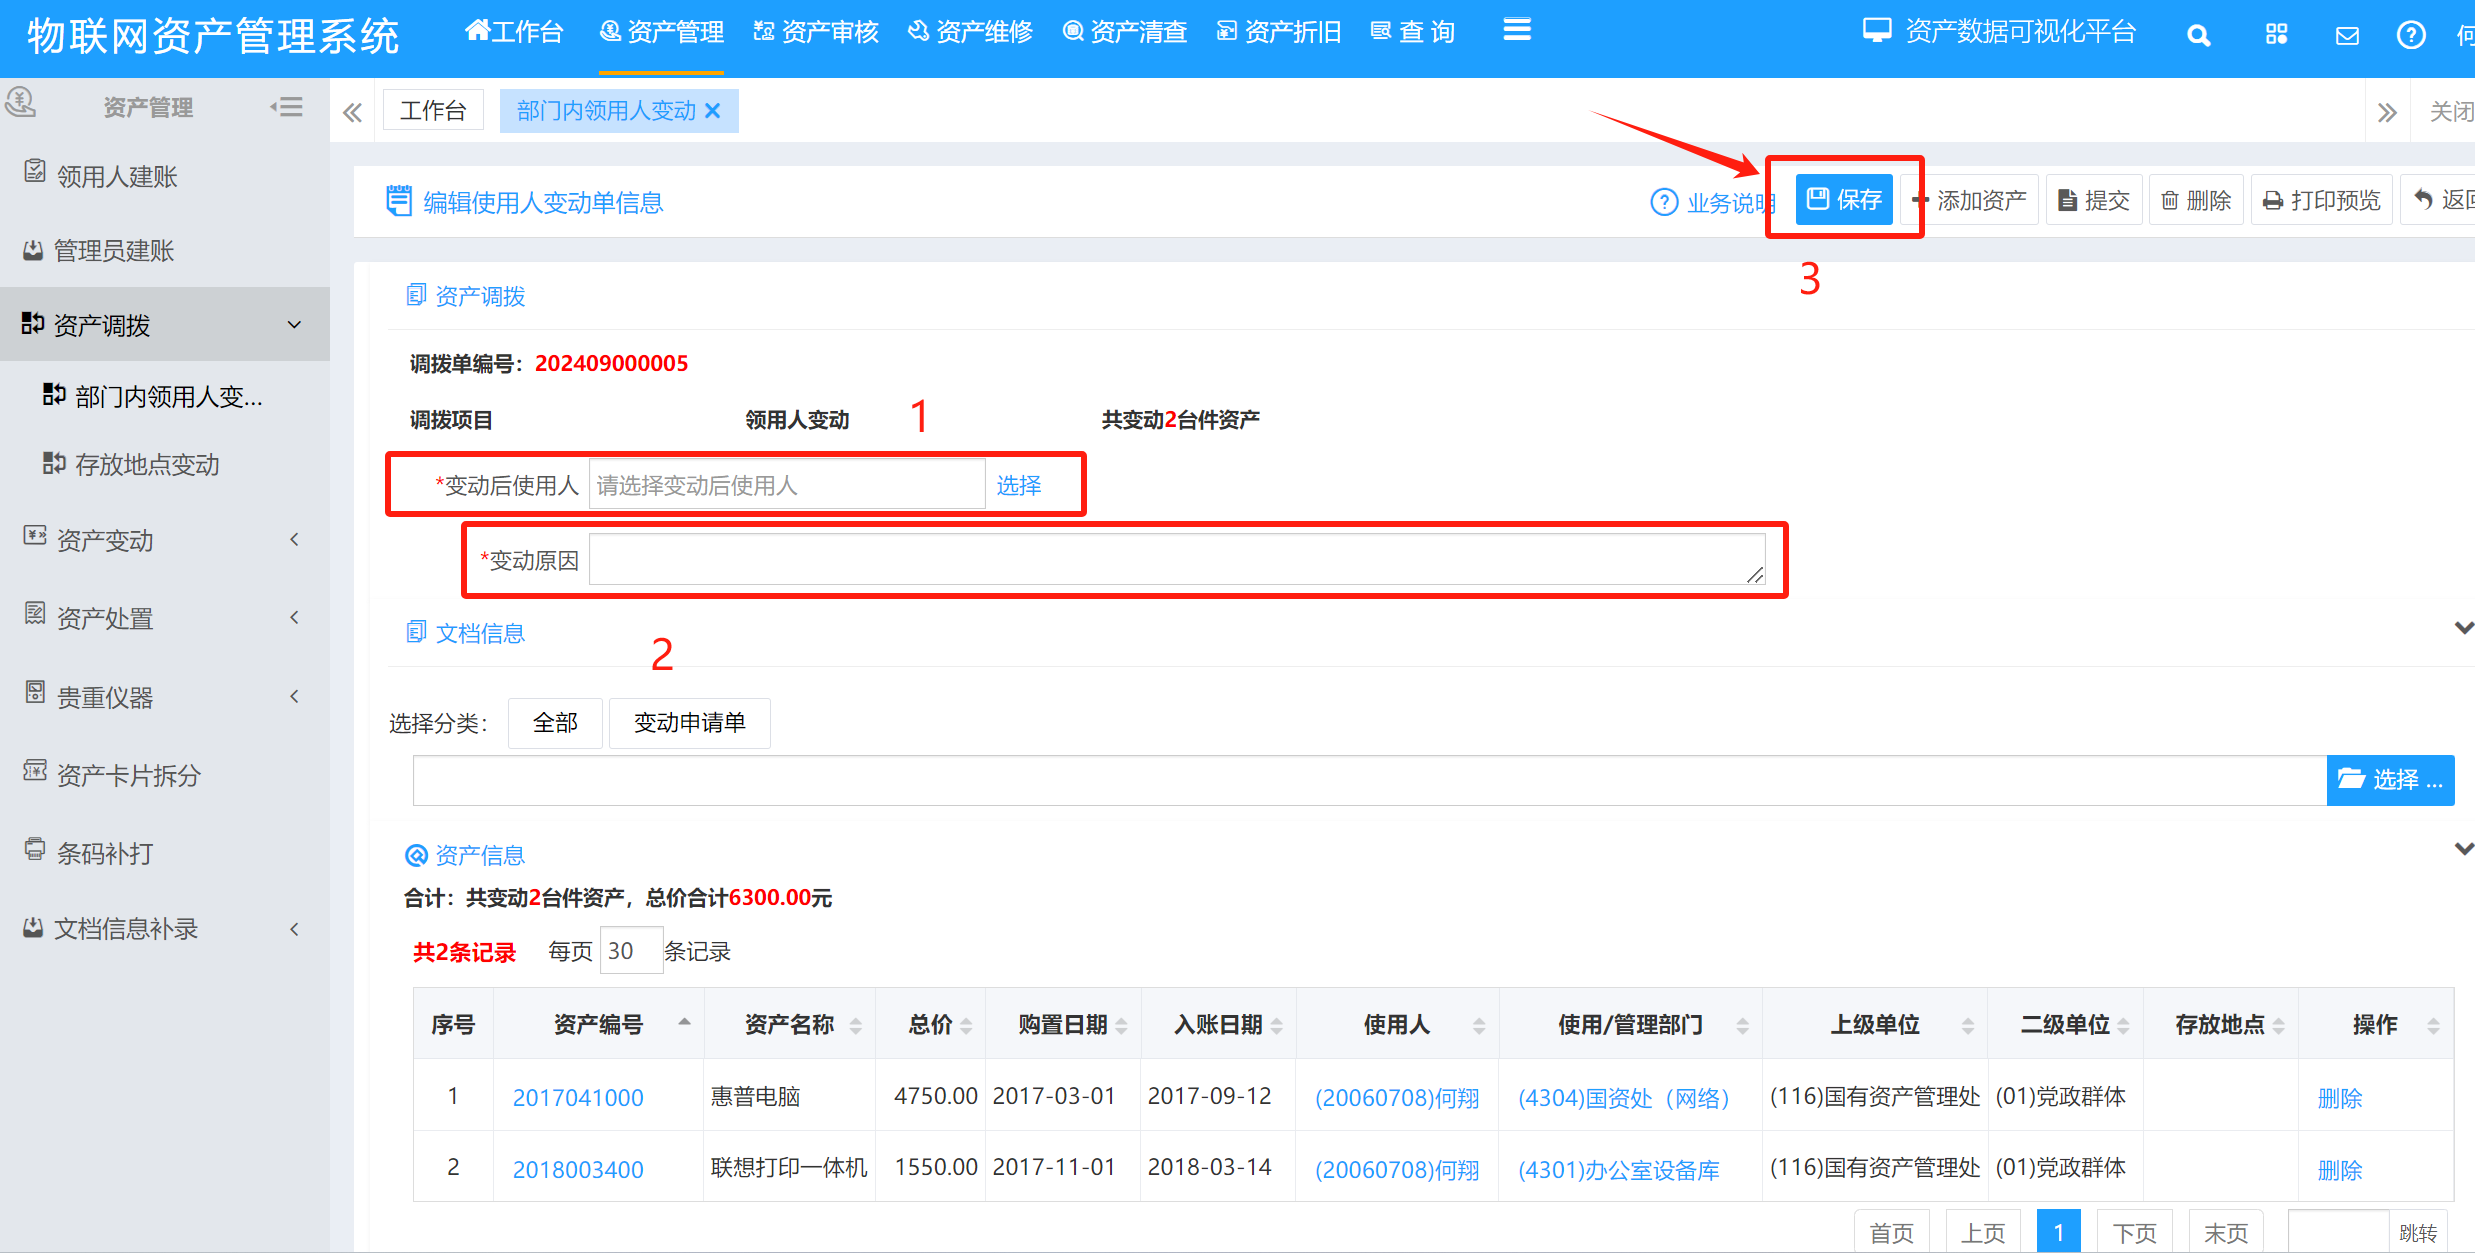 物联网资产管理系统
工作台 资产管理 资产审核 资产维修 资产清查 资产折旧 查 询 资产数据可视化平台
资产管理
工作台 部门内领用人变动
关闭
领用人建账
管理员建账
资产调拨
部门内领用人变...
存放地点变动
资产变动
资产处置
贵重仪器
资产卡片拆分
条码补打
文档信息补录
编辑使用人变动单信息
业务说明 保存 添加资产 提交 删除 打印预览
3
资产调拨
调拨单编号：202409000005
调拨项目 领用人变动 共变动2台件资产
1
*变动后使用人 请选择变动后使用人 选择
*变动原因
文档信息
2
选择分类： 全部 变动申请单
选择 ...
资产信息
合计：共变动2台件资产，总价合计6300.00元
共2条记录 每页 30 条记录
序号 资产编号 资产名称 总价 购置日期 入账日期 使用人 使用/管理部门 上级单位 二级单位 存放地点 操作
1 2017041000 惠普电脑 4750.00 2017-03-01 2017-09-12 (20060708)何翔 (4304)国资处（网络） (116)国有资产管理处 (01)党政群体 删除
2 2018003400 联想打印一体机 1550.00 2017-11-01 2018-03-14 (20060708)何翔 (4301)办公室设备库 (116)国有资产管理处 (01)党政群体 删除
首页 上页 1 下页 末页 跳转